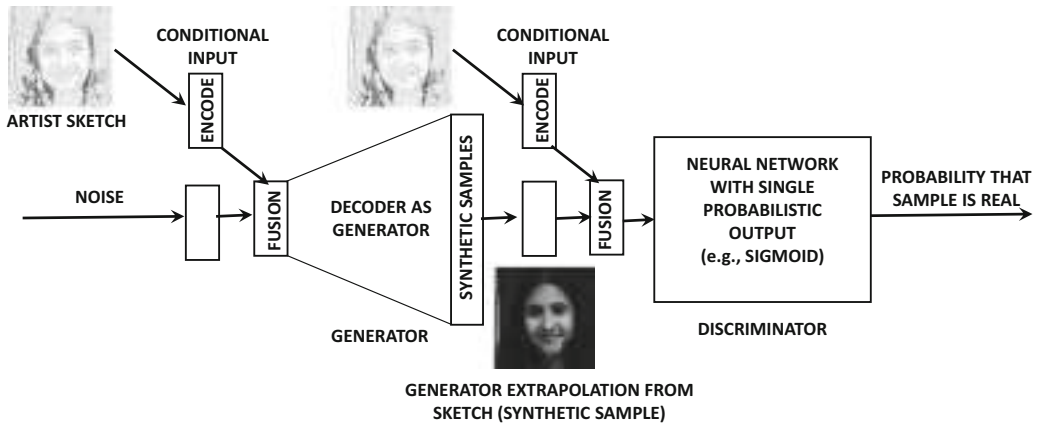 CONDITIONAL
INPUT
ENCODE
ARTIST SKETCH
NOISE
FUSION
DECODER AS
GENERATOR
GENERATOR
SYNTHETIC SAMPLES
CONDITIONAL
INPUT
ENCODE
FUSION
NEURAL NETWORK
WITH SINGLE
PROBABILISTIC
OUTPUT
(e.g., SIGMOID)
DISCRIMINATOR
PROBABILITY THAT
SAMPLE IS REAL
GENERATOR EXTRAPOLATION FROM
SKETCH (SYNTHETIC SAMPLE)